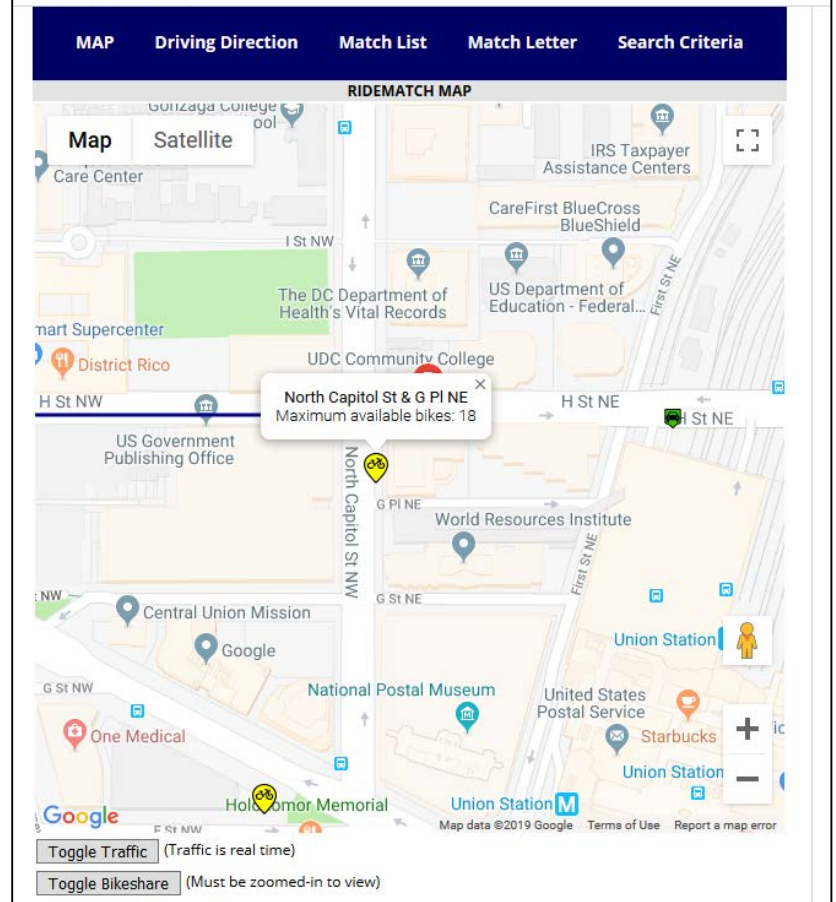 MAP Driving Direction Match List Match Letter Search Criteria
RIDEMATCH MAP
Gonzaga College
ool
Map Satellite
Care Center
IRS Taxpayer
Assistance Centers
CareFirst BlueCross
BlueShield
I St NW
First St NE
The DC Department of
Health's Vital Records
US Department of
Education - Federal...
mart Supercenter
District Rico
UDC Community College
North Capitol St & G Pl NE
Maximum available bikes: 18
H St NW
H St NE
H St NE
US Government
Publishing Office
North Capitol St NW
G Pl NE
World Resources Institute
First St NE
NW
G St NE
Central Union Mission
Google
Union Station
G St NW
National Postal Museum
United States
Postal Service
One Medical
Starbucks
Union Station
Holodomor Memorial
Union Station M
Google
E St NW
Map data ©2019 Google Terms of Use Report a map error
Toggle Traffic (Traffic is real time)
Toggle Bikeshare (Must be zoomed-in to view)